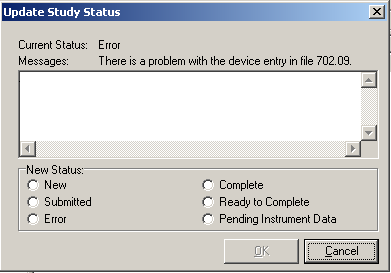 Update Study Status
Current Status: Error
Messages: There is a problem with the device entry in file 702.09.
New Status:
New
Complete
Submitted
Ready to Complete
Error
Pending Instrument Data
OK
Cancel